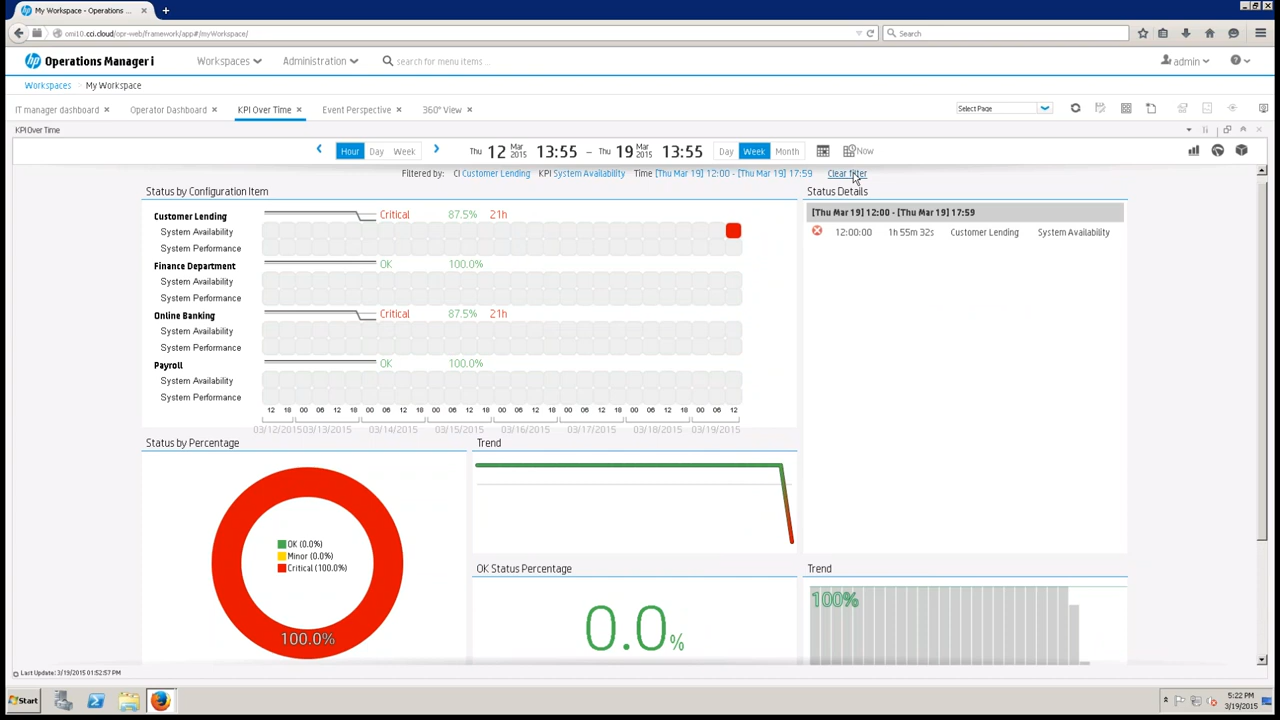 My Workspace - Operations ...
omi10.cci.cloud/opr-web/framework/app#/myWorkspace/
Search
hp Operations Manager i
Workspaces
Administration
search for menu items ...
admin
Workspaces My Workspace
IT manager dashboard
Operator Dashboard
KPI Over Time
Event Perspective
360° View
Select Page
KPI Over Time
Hour Day Week
Thu 12 Mar 2015 13:55 – Thu 19 Mar 2015 13:55
Day Week Month
Now
Filtered by: CI Customer Lending KPI System Availability Time [Thu Mar 19] 12:00 - [Thu Mar 19] 17:59 Clear filter
Status by Configuration Item
Customer Lending Critical 87.5% 21h
System Availability
System Performance
Finance Department OK 100.0%
System Availability
System Performance
Online Banking Critical 87.5% 21h
System Availability
System Performance
Payroll OK 100.0%
System Availability
System Performance
12 18 00 06 12 18 00 06 12 18 00 06 12 18 00 06 12 18 00 06 12 18 00 06 12 18 00 06 12
03/12/2015 03/13/2015 03/14/2015 03/15/2015 03/16/2015 03/17/2015 03/18/2015 03/19/2015
Status Details
[Thu Mar 19] 12:00 - [Thu Mar 19] 17:59
12:00:00 1h 55m 32s Customer Lending System Availability
Status by Percentage
OK (0.0%)
Minor (0.0%)
Critical (100.0%)
100.0%
Trend
OK Status Percentage
0.0%
Trend
100%
Last Update: 3/19/2015 01:52:57 PM
Start
5:22 PM
3/19/2015